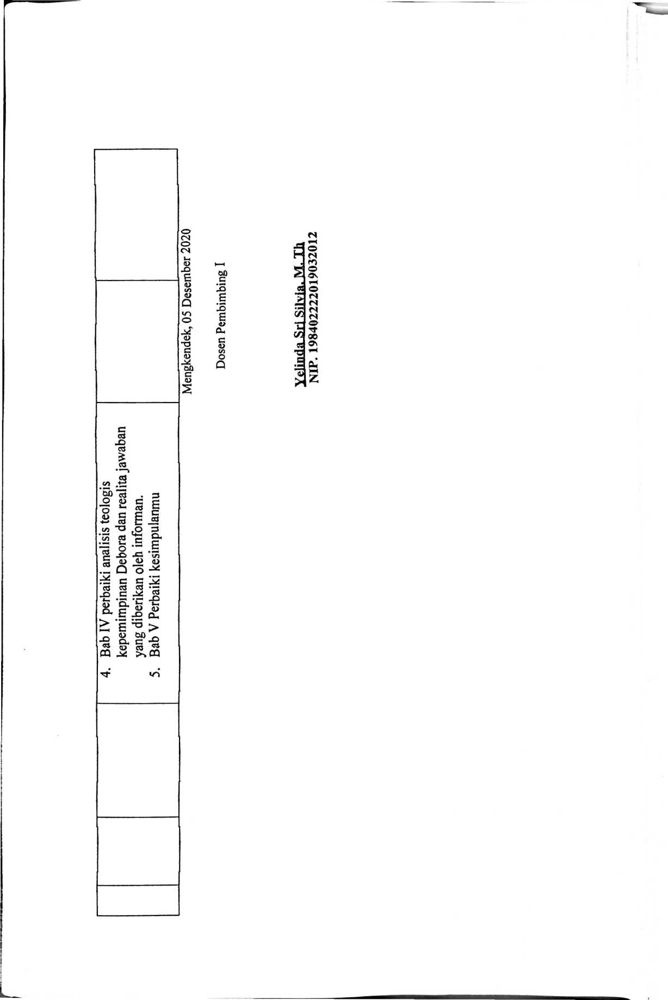 4. Bab IV perbaiki analisis teologis
kepemimpinan Debora dan realita jawaban
yang diberikan oleh informan.
5. Bab V Perbaiki kesimpulanmu
Mengkendek, 05 Desember 2020
Dosen Pembimbing I
Yelinda Sri Silvia, M. Th
NIP. 198402222019032012